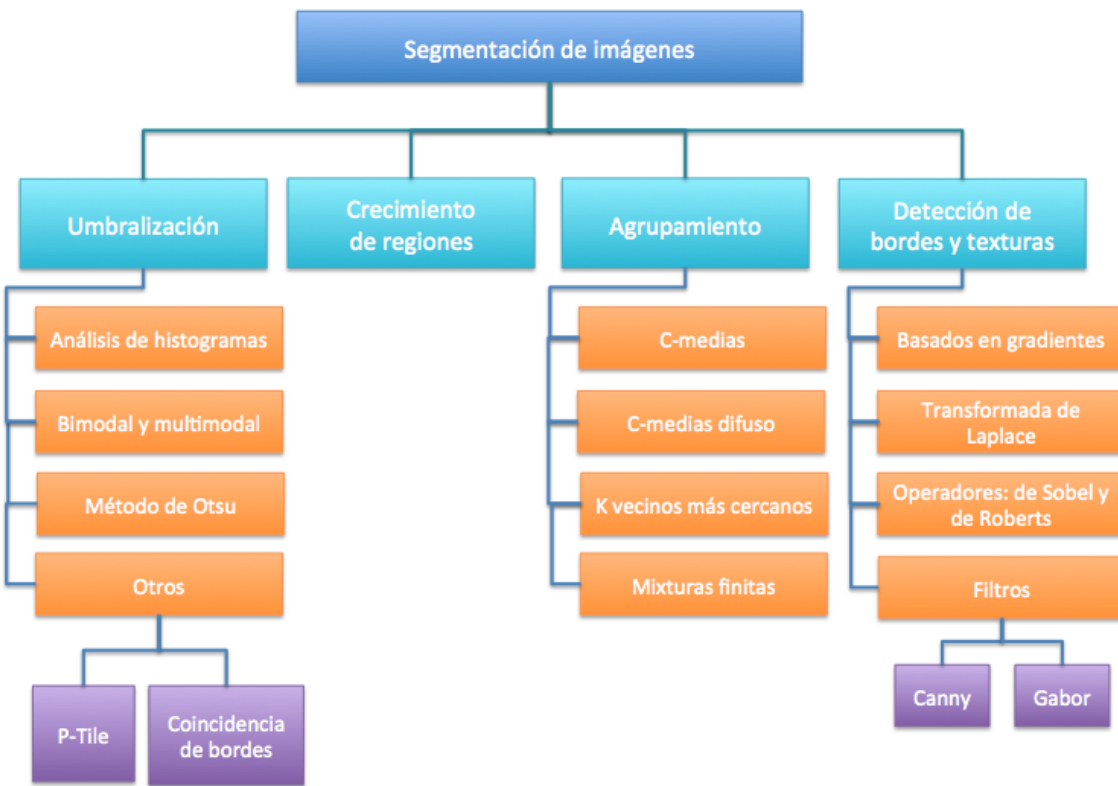 Segmentación de imágenes
Umbralización
Crecimiento
de regiones
Agrupamiento
Detección de
bordes y texturas
Análisis de histogramas
Bimodal y multimodal
Método de Otsu
Otros
P-Tile
Coincidencia
de bordes
C-medias
C-medias difuso
K vecinos más cercanos
Mixturas finitas
Basados en gradientes
Transformada de
Laplace
Operadores: de Sobel y
de Roberts
Filtros
Canny
Gabor